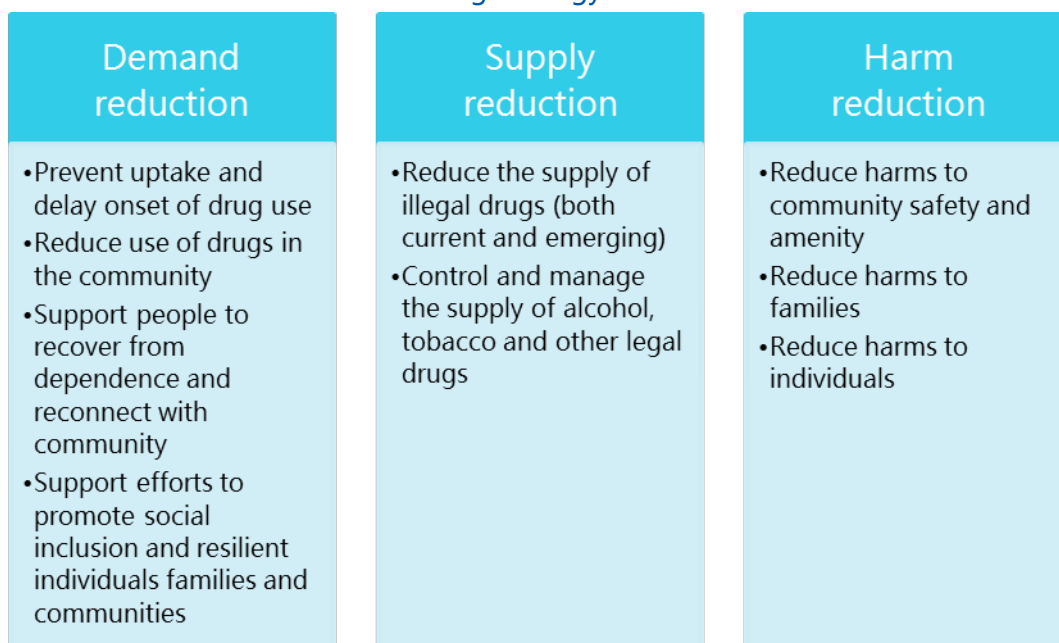 Demand
reduction
•Prevent uptake and
delay onset of drug use
•Reduce use of drugs in
the community
•Support people to
recover from
dependence and
reconnect with
community
•Support efforts to
promote social
inclusion and resilient
individuals families and
communities
Supply
reduction
•Reduce the supply of
illegal drugs (both
current and emerging)
•Control and manage
the supply of alcohol,
tobacco and other legal
drugs
Harm
reduction
•Reduce harms to
community safety and
amenity
•Reduce harms to
families
•Reduce harms to
individuals